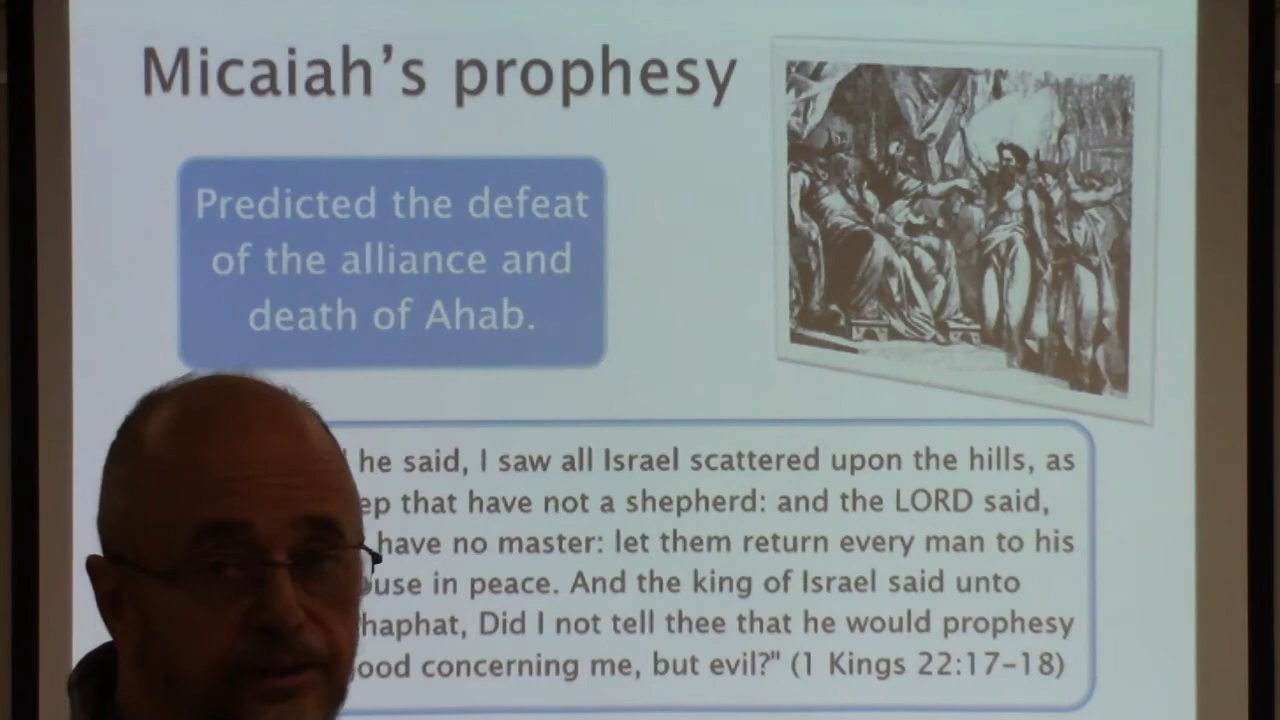 Micaiah's prophesy
Predicted the defeat
of the alliance and
death of Ahab.
he said, I saw all Israel scattered upon the hills, as
that have not a shepherd: and the LORD said,
have no master: let them return every man to his
in peace. And the king of Israel said unto
Did I not tell thee that he would prophesy
concerning me, but evil?" (1 Kings 22:17-18)